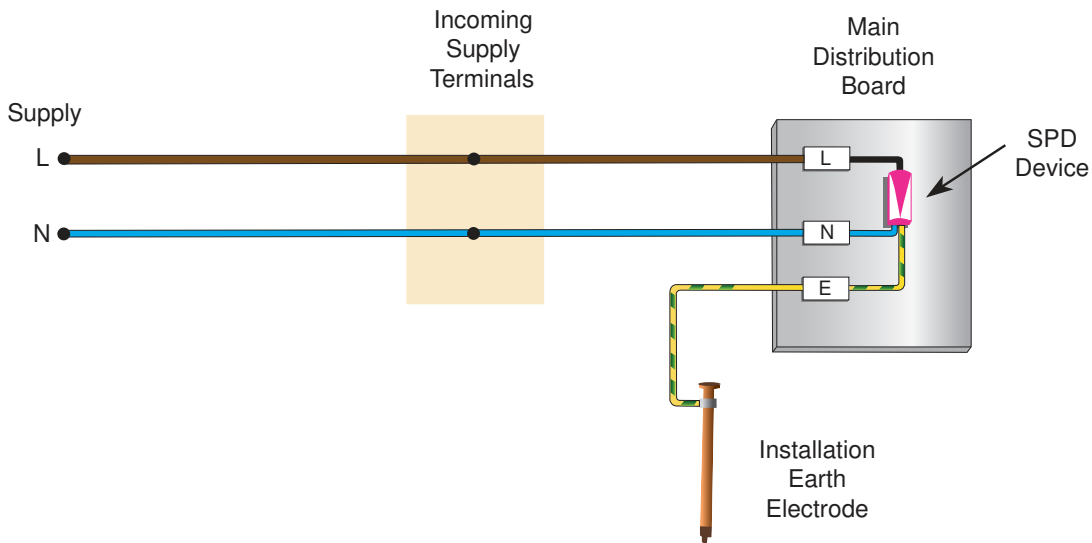 Incoming
Supply
Terminals
Main
Distribution
Board
Supply
L
L
SPD
Device
N
N
E
Installation
Earth
Electrode